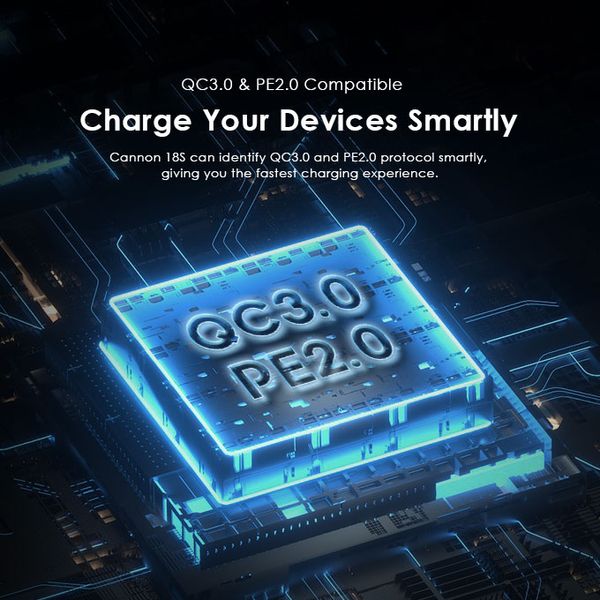 QC3.0 & PE2.0 Compatible
Charge Your Devices Smartly
Cannon 18S can identify QC3.0 and PE2.0 protocol smartly,
giving you the fastest charging experience.
QC3.0
PE2.0